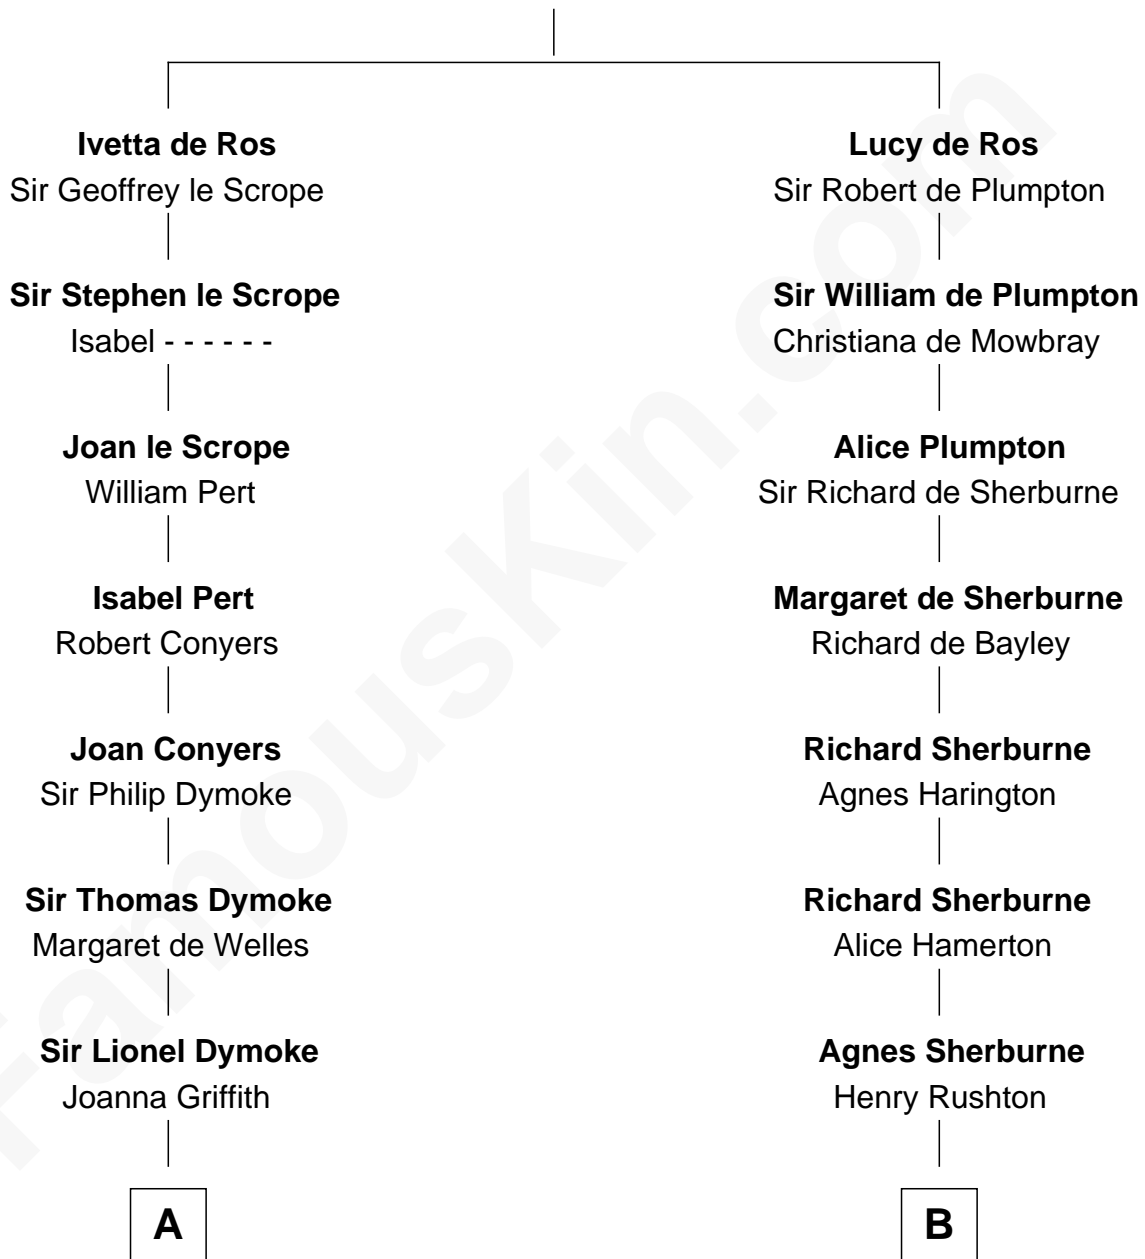 Ivetta de Ros
Sir Geoffrey le Scrope
Sir Stephen le Scrope
Isabel - - - - - -
Joan le Scrope
William Pert
Isabel Pert
Robert Conyers
Joan Conyers
Sir Philip Dymoke
Sir Thomas Dymoke
Margaret de Welles
Sir Lionel Dymoke
Joanna Griffith
A
Lucy de Ros
Sir Robert de Plumpton
Sir William de Plumpton
Christiana de Mowbray
Alice Plumpton
Sir Richard de Sherburne
Margaret de Sherburne
Richard de Bayley
Richard Sherburne
Agnes Harington
Richard Sherburne
Alice Hamerton
Agnes Sherburne
Henry Rushton
B
FamousKin.com